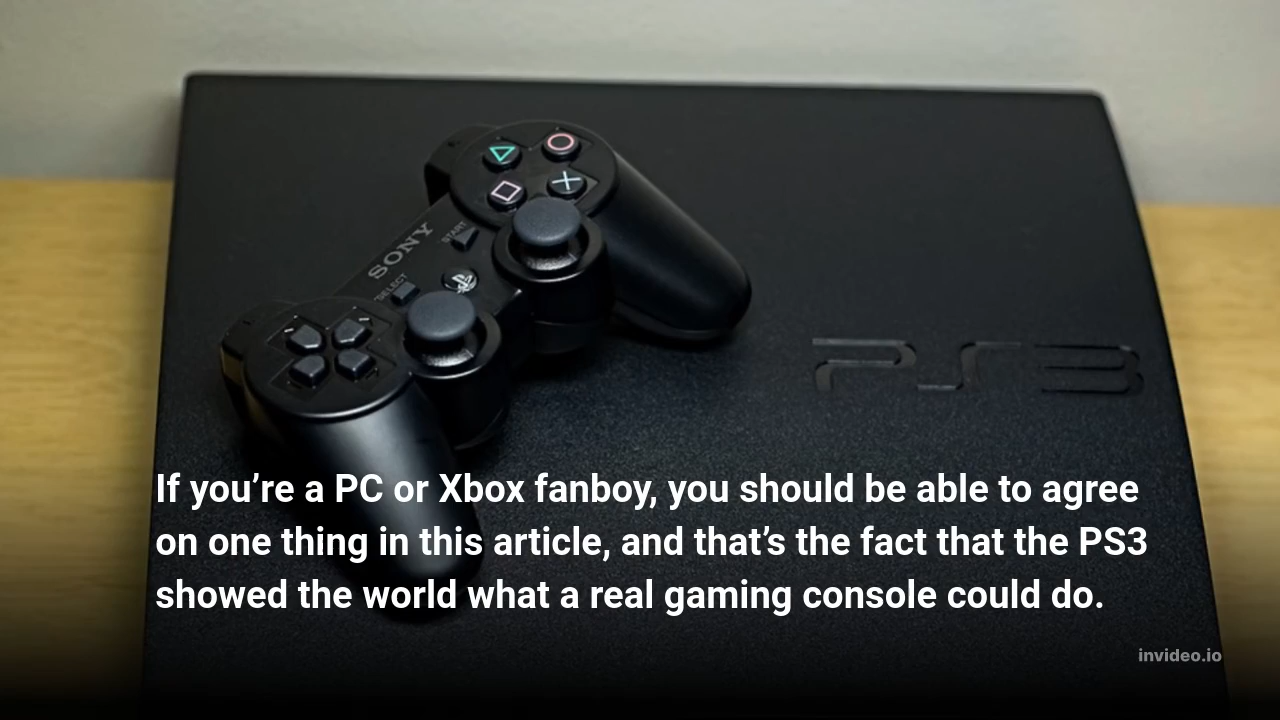 SONY
START
SELECT
PS3
If you’re a PC or Xbox fanboy, you should be able to agree
on one thing in this article, and that’s the fact that the PS3
showed the world what a real gaming console could do.
invideo.io